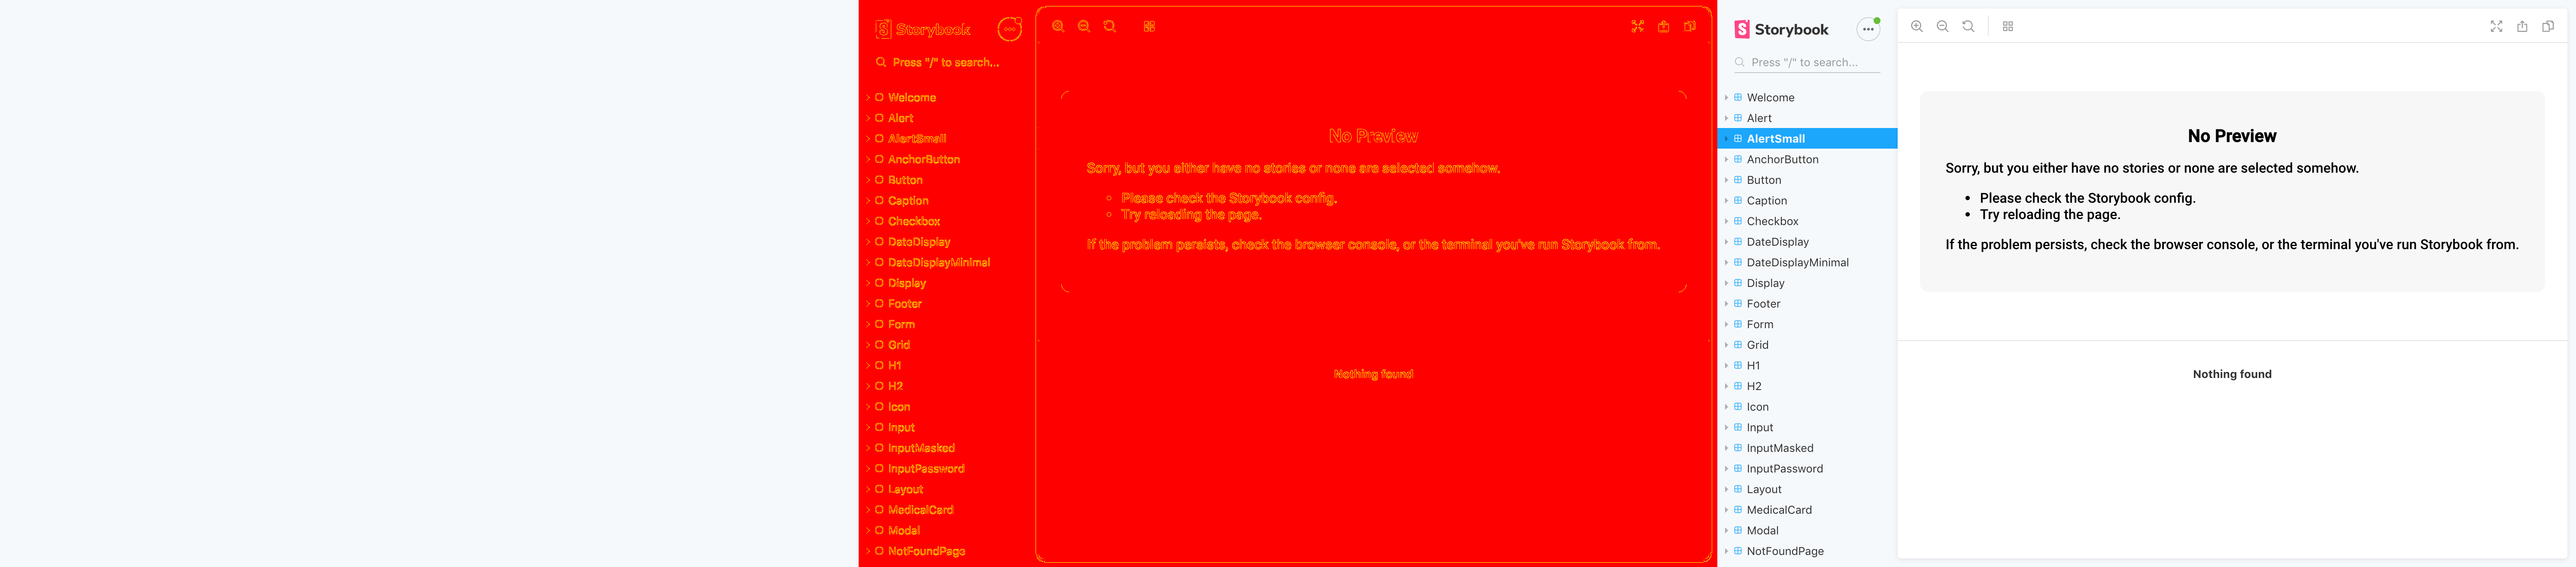 Storybook
Press "/" to search...
Welcome
Alert
AlertSmall
AnchorButton
Button
Caption
Checkbox
DateDisplay
DateDisplayMinimal
Display
Footer
Form
Grid
H1
H2
Icon
Input
InputMasked
InputPassword
Layout
MedicalCard
Modal
NotFoundPage
No Preview
Sorry, but you either have no stories or none are selected somehow.
• Please check the Storybook config.
• Try reloading the page.
If the problem persists, check the browser console, or the terminal you've run Storybook from.
Nothing found
Storybook
Press "/" to search...
Welcome
Alert
AlertSmall
AnchorButton
Button
Caption
Checkbox
DateDisplay
DateDisplayMinimal
Display
Footer
Form
Grid
H1
H2
Icon
Input
InputMasked
InputPassword
Layout
MedicalCard
Modal
NotFoundPage
No Preview
Sorry, but you either have no stories or none are selected somehow.
• Please check the Storybook config.
• Try reloading the page.
If the problem persists, check the browser console, or the terminal you've run Storybook from.
Nothing found